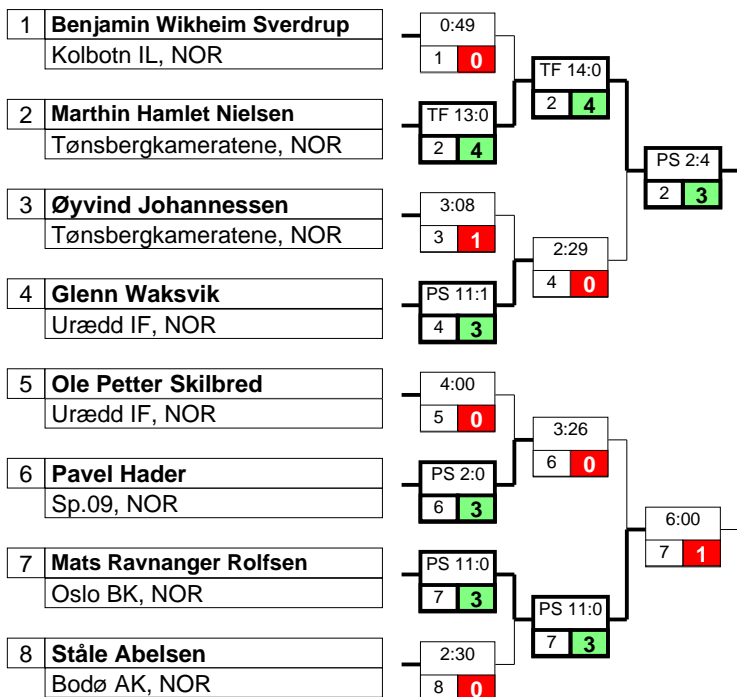 1 Benjamin Wikheim Sverdrup
Kolbotn IL, NOR
0:49
1 0
TF 14:0
2 4
2 Marthin Hamlet Nielsen
Tønsbergkameratene, NOR
TF 13:0
2 4
PS 2:4
2 3
3 Øyvind Johannessen
Tønsbergkameratene, NOR
3:08
3 1
2:29
4 0
4 Glenn Waksvik
Urædd IF, NOR
PS 11:1
4 3
5 Ole Petter Skilbred
Urædd IF, NOR
4:00
5 0
3:26
6 0
6 Pavel Hader
Sp.09, NOR
PS 2:0
6 3
6:00
7 1
7 Mats Ravnanger Rolfsen
Oslo BK, NOR
PS 11:0
7 3
PS 11:0
7 3
8 Ståle Abelsen
Bodø AK, NOR
2:30
8 0